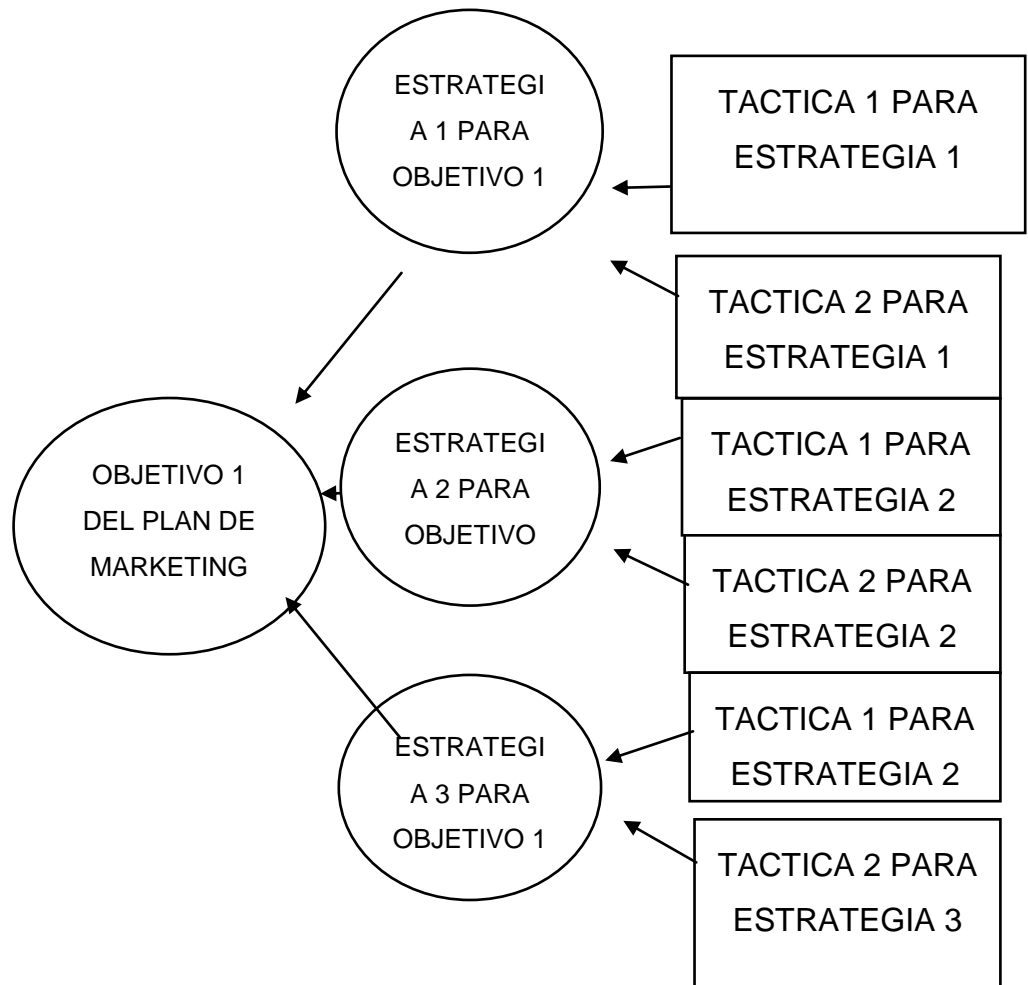 ESTRATEGI
A 1 PARA
OBJETIVO 1
TACTICA 1 PARA
ESTRATEGIA 1
TACTICA 2 PARA
ESTRATEGIA 1
OBJETIVO 1
DEL PLAN DE
MARKETING
ESTRATEGI
A 2 PARA
OBJETIVO
TACTICA 1 PARA
ESTRATEGIA 2
TACTICA 2 PARA
ESTRATEGIA 2
ESTRATEGI
A 3 PARA
OBJETIVO 1
TACTICA 1 PARA
ESTRATEGIA 2
TACTICA 2 PARA
ESTRATEGIA 3